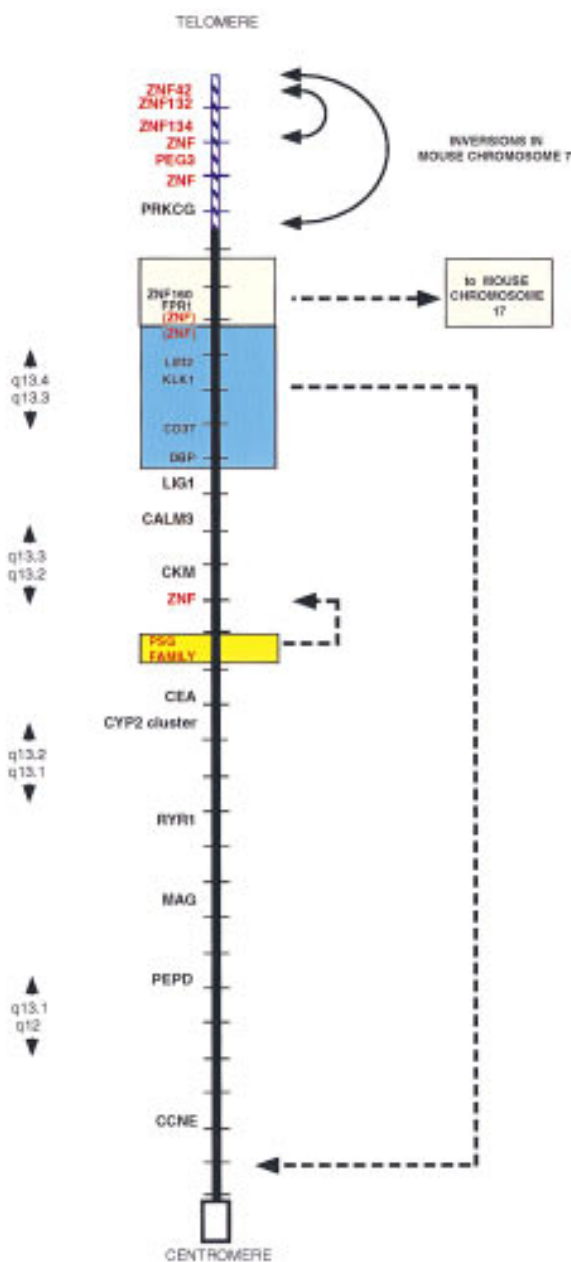 TELOMERE
ZNF42
ZNF132
ZNF134
ZNF
PEG3
ZNF
PRKCG
INVERSIONS IN
MOUSE CHROMOSOME 7
ZNF160
FPR1
(ZNF)
(ZNF)
to MOUSE
CHROMOSOME
17
KLK1
CD37
DBP
q13.4
q13.3
LIG1
CALM3
q13.3
q13.2
CKM
ZNF
PSG
FAMILY
CEA
CYP2 cluster
q13.2
q13.1
RYR1
MAG
PEPD
q13.1
q12
CCNE
CENTROMERE